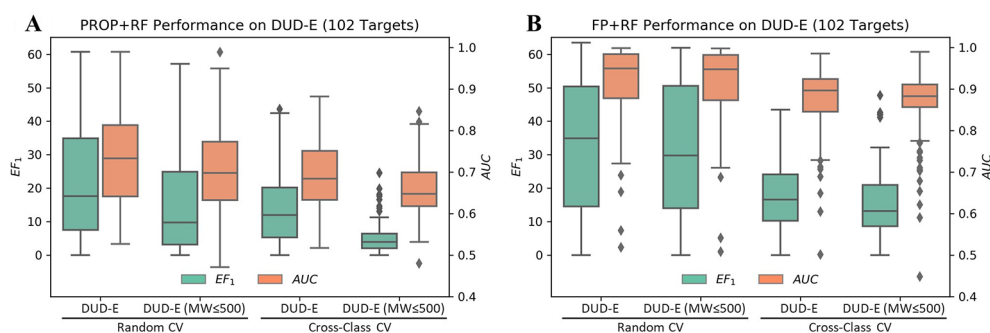 A
PROP+RF Performance on DUD-E (102 Targets)
60
50
40
30
20
10
0
EF1
1.0
0.9
0.8
0.7
0.6
0.5
0.4
AUC
EF1 AUC
DUD-E DUD-E (MW≤500) DUD-E DUD-E (MW≤500)
Random CV Cross-Class CV
B
FP+RF Performance on DUD-E (102 Targets)
60
50
40
30
20
10
0
EF1
1.0
0.9
0.8
0.7
0.6
0.5
0.4
AUC
EF1 AUC
DUD-E DUD-E (MW≤500) DUD-E DUD-E (MW≤500)
Random CV Cross-Class CV